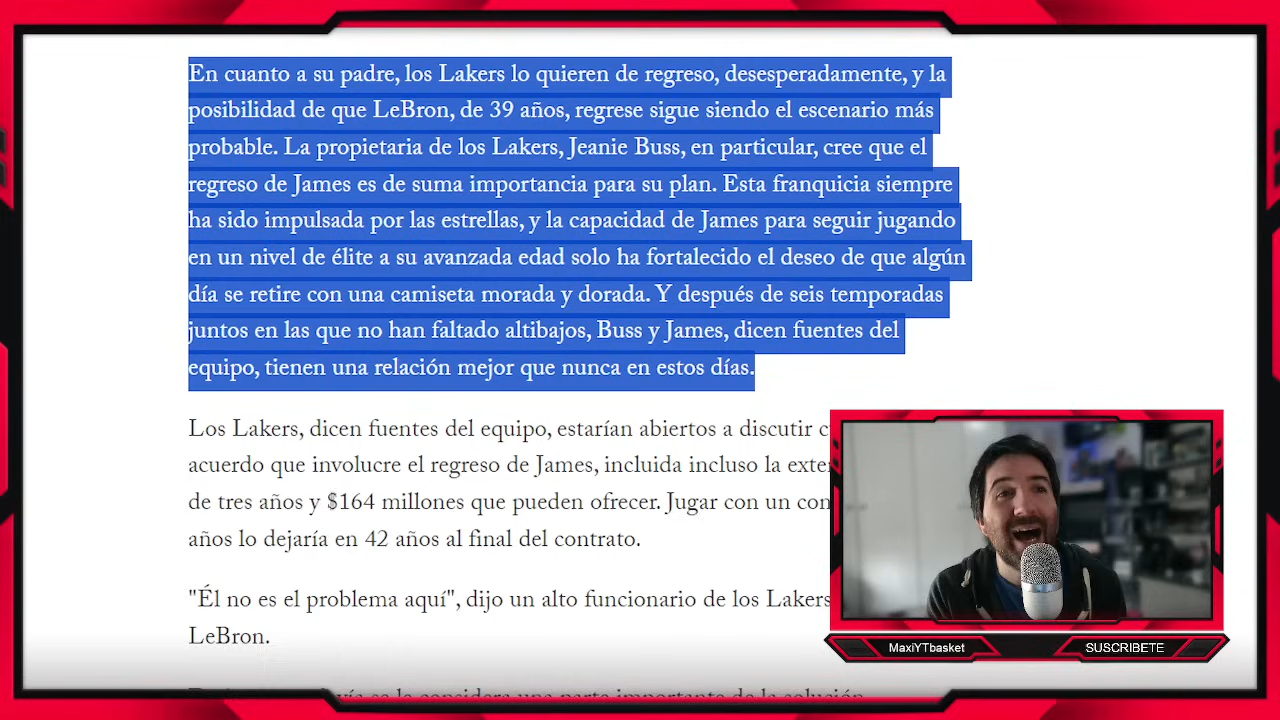 En cuanto a su padre, los Lakers lo quieren de regreso, desesperadamente, y la
posibilidad de que LeBron, de 39 años, regrese sigue siendo el escenario más
probable. La propietaria de los Lakers, Jeanie Buss, en particular, cree que el
regreso de James es de suma importancia para su plan. Esta franquicia siempre
ha sido impulsada por las estrellas, y la capacidad de James para seguir jugando
en un nivel de élite a su avanzada edad solo ha fortalecido el deseo de que algún
día se retire con una camiseta morada y dorada. Y después de seis temporadas
juntos en las que no han faltado altibajos, Buss y James, dicen fuentes del
equipo, tienen una relación mejor que nunca en estos días.
Los Lakers, dicen fuentes del equipo, estarían abiertos a discutir
acuerdo que involucre el regreso de James, incluida incluso la
de tres años y $164 millones que pueden ofrecer. Jugar con un
años lo dejaría en 42 años al final del contrato.
"Él no es el problema aquí", dijo un alto funcionario de los Lakers
LeBron.
se le considera una parte importante de la solución
MaxiYTbasket
SUSCRIBETE